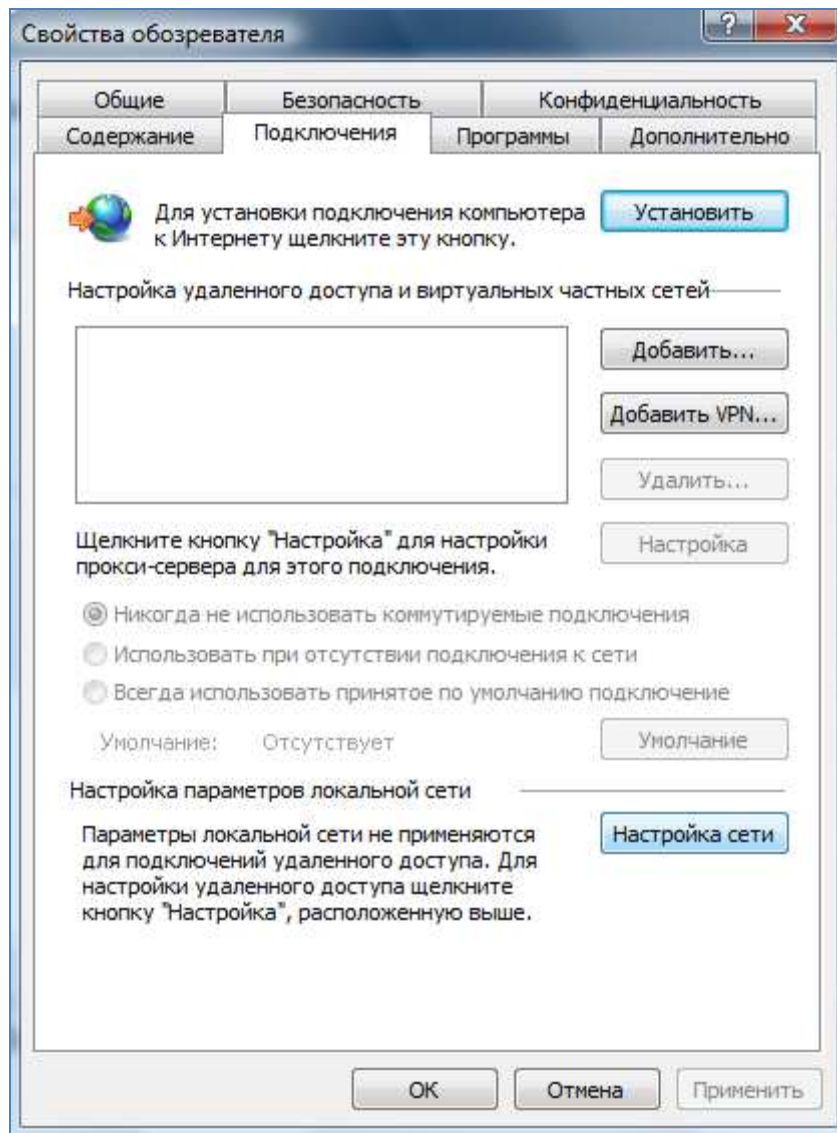 Свойства обозревателя
Общие Безопасность Конфиденциальность
Содержание Подключения Программы Дополнительно
Для установки подключения компьютера
к Интернету щелкните эту кнопку.
Установить
Настройка удаленного доступа и виртуальных частных сетей
Добавить...
Добавить VPN...
Удалить...
Щелкните кнопку "Настройка" для настройки
прокси-сервера для этого подключения.
Настройка
Никогда не использовать коммутируемые подключения
Использовать при отсутствии подключения к сети
Всегда использовать принятое по умолчанию подключение
Умолчание: Отсутствует Умолчание
Настройка параметров локальной сети
Параметры локальной сети не применяются
для подключений удаленного доступа. Для
настройки удаленного доступа щелкните
кнопку "Настройка", расположенную выше.
Настройка сети
ОК Отмена Применить